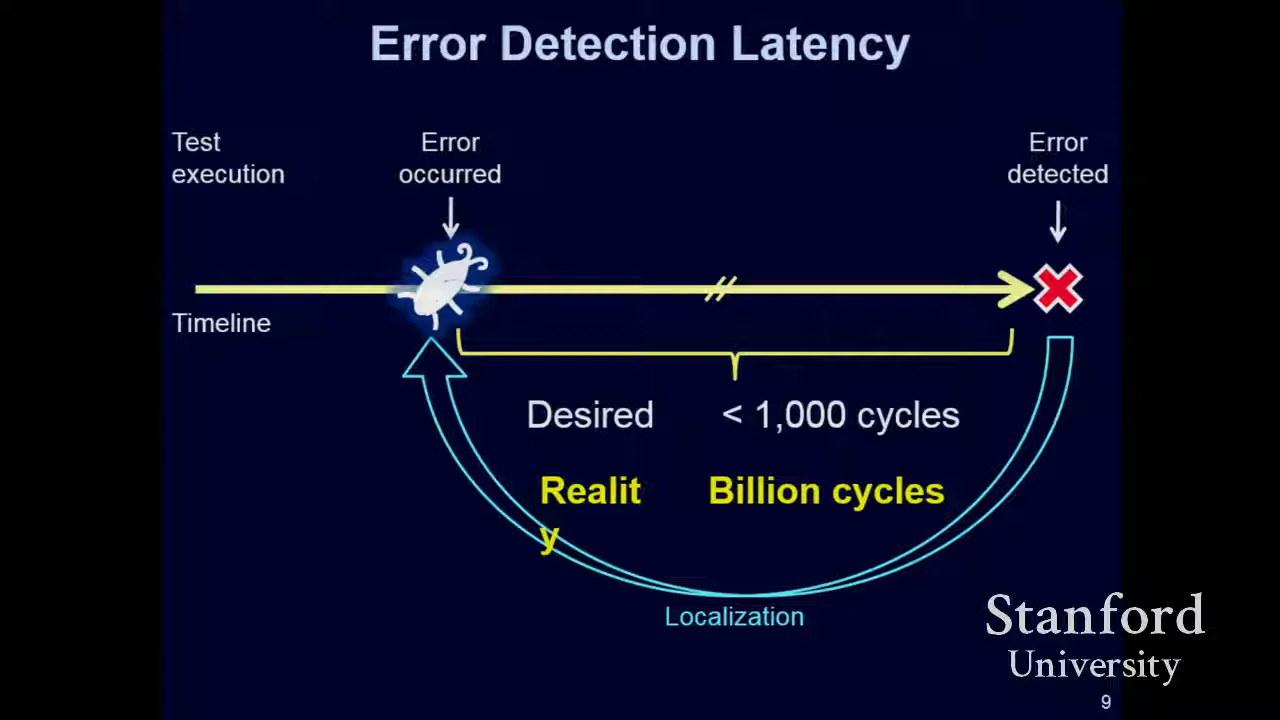 Error Detection Latency
Test
execution
Error
occurred
Error
detected
Timeline
Desired < 1,000 cycles
Realit Billion cycles
y
Localization
Stanford
University
9